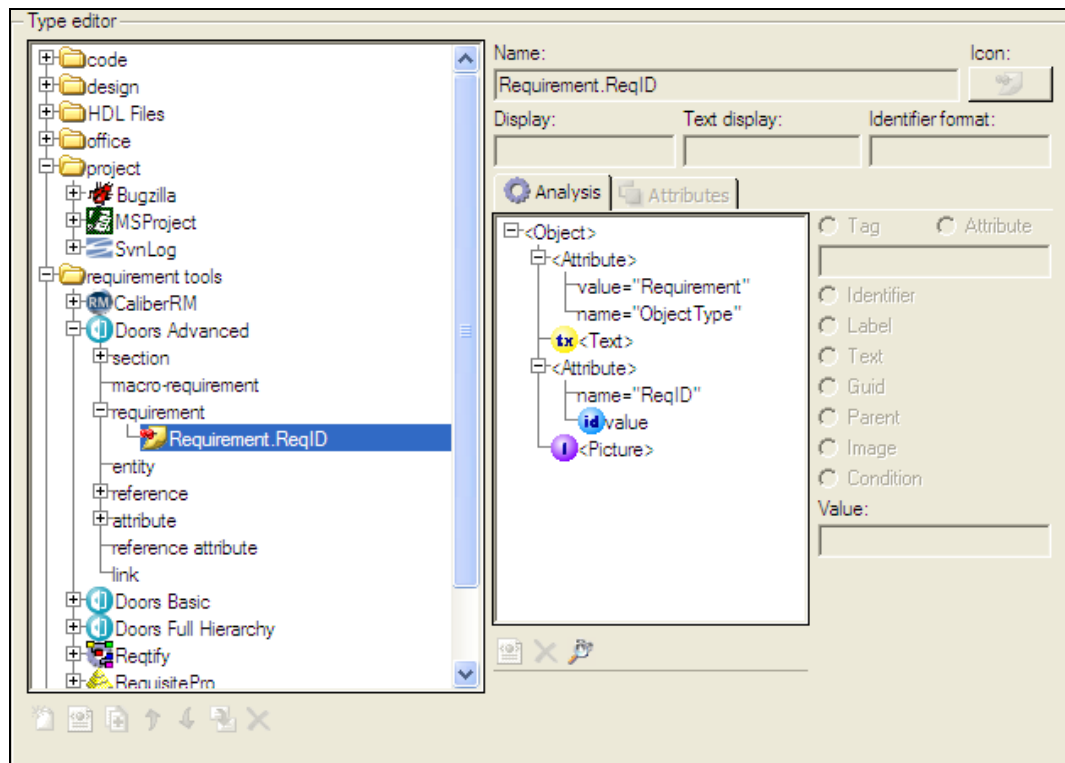 Type editor
code
design
HDL Files
office
project
Bugzilla
MSProject
SvnLog
requirement tools
RM CaliberRM
Doors Advanced
section
macro-requirement
requirement
Requirement.ReqID
entity
reference
attribute
reference attribute
link
Doors Basic
Doors Full Hierarchy
Reqtify
RequisitePro
Name: Icon:
Requirement.ReqID
Display: Text display: Identifier format:
Analysis Attributes
<Object>
<Attribute>
value="Requirement"
name="ObjectType"
tx <Text>
<Attribute>
name="ReqID"
id value
I <Picture>
Tag Attribute
Identifier
Label
Text
Guid
Parent
Image
Condition
Value: